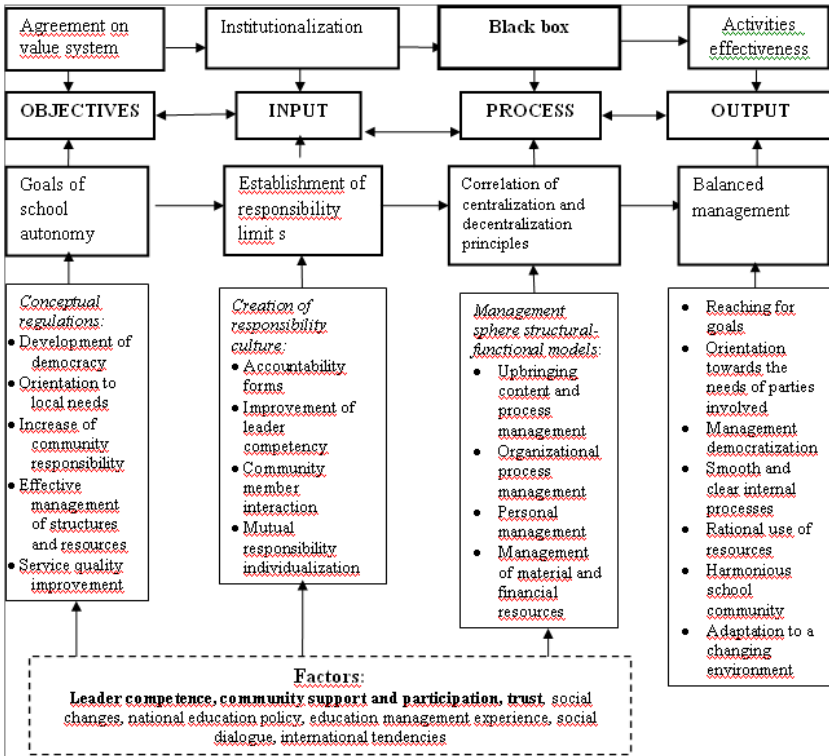 Agreement on
value system
Institutionalization
Black box
Activities
effectiveness
OBJECTIVES
INPUT
PROCESS
OUTPUT
Goals of
school
autonomy
Establishment of
responsibility
limit s
Correlation of
centralization and
decentralization
principles
Balanced
management
Conceptual
regulations:
• Development of
democracy
• Orientation to
local needs
• Increase of
community
responsibility
• Effective
management
of structures
and resources
• Service quality
improvement
Creation of
responsibility
culture:
• Accountability
forms
• Improvement of
leader
competency
• Community
member
interaction
• Mutual
responsibility
individualization
Management
sphere structural-
functional models:
• Upbringing
content and
process
management
• Organizational
process
management
• Personal
management
• Management
of material and
financial
resources
• Reaching for
goals
• Orientation
towards the
needs of parties
involved
• Management
democratization
• Smooth and
clear internal
processes
• Rational use of
resources
• Harmonious
school
community
• Adaptation to a
changing
environment
Factors:
Leader competence, community support and participation, trust, social
changes, national education policy, education management experience, social
dialogue, international tendencies